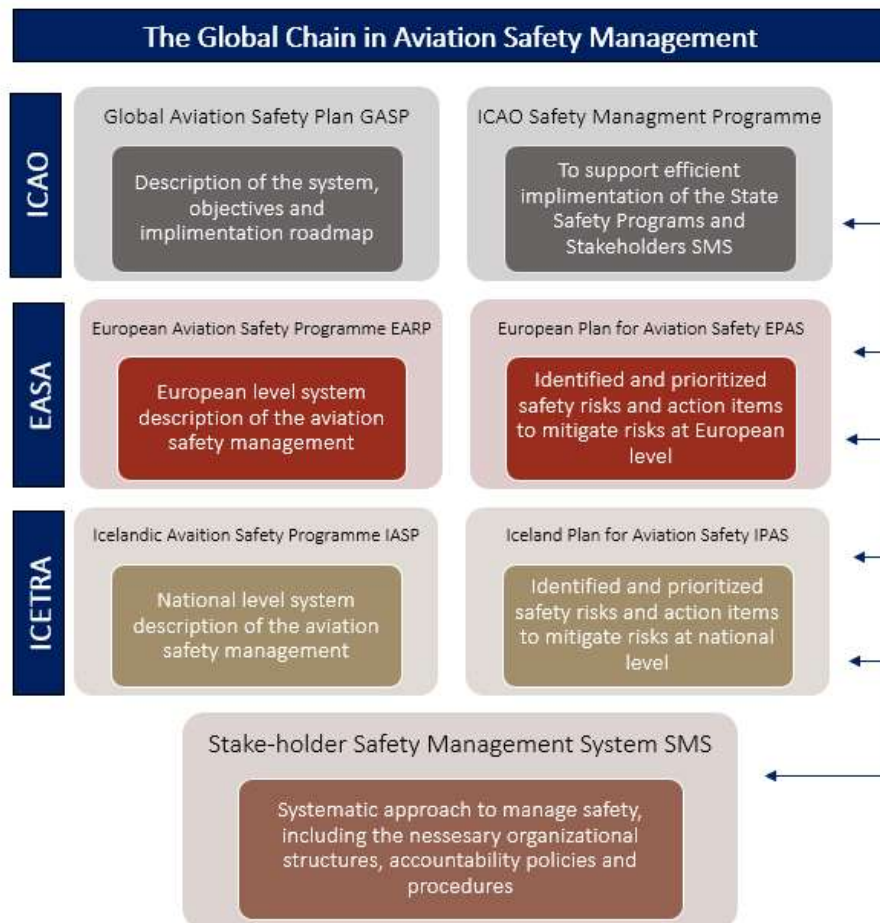 The Global Chain in Aviation Safety Management
ICAO
Global Aviation Safety Plan GASP
Description of the system,
objectives and
implimentation roadmap
ICAO Safety Managment Programme
To support efficient
implimentation of the State
Safety Programs and
Stakeholders SMS
EASA
European Aviation Safety Programme EARP
European level system
description of the aviation
safety management
European Plan for Aviation Safety EPAS
Identified and prioritized
safety risks and action items
to mitigate risks at European
level
ICETRA
Icelandic Avaition Safety Programme IASP
National level system
description of the aviation
safety management
Iceland Plan for Aviation Safety IPAS
Identified and prioritized
safety risks and action items
to mitigate risks at national
level
Stake-holder Safety Management System SMS
Systematic approach to manage safety,
including the nessesary organizational
structures, accountability policies and
procedures